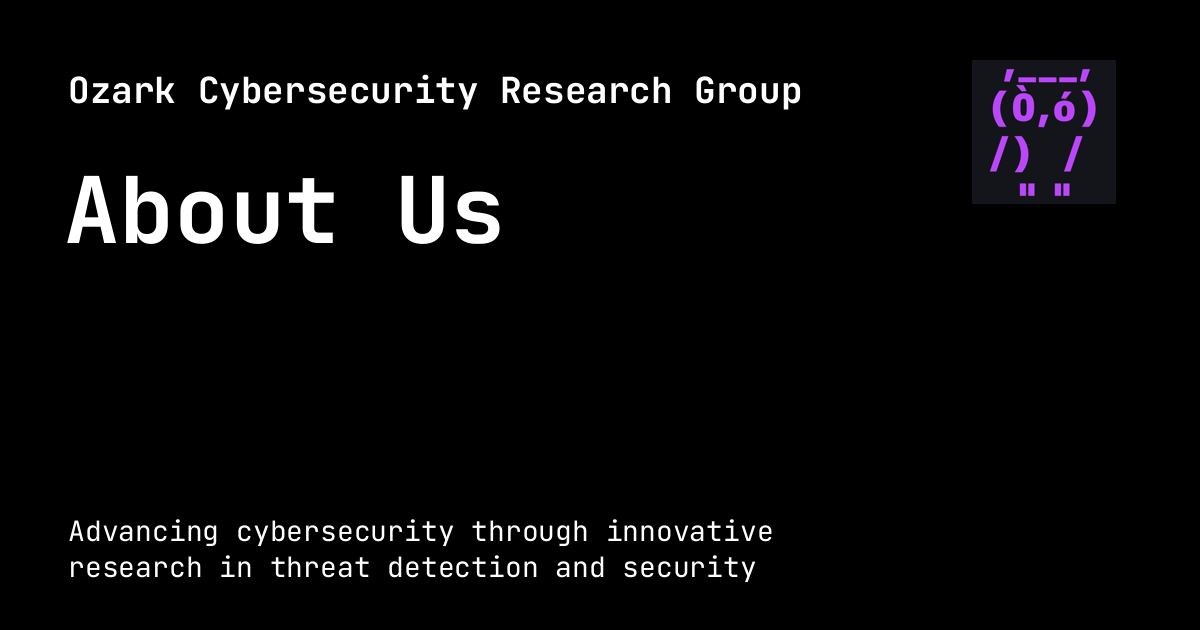 Ozark Cybersecurity Research Group
,___,
(Ò,ó)
/) /
" "
About Us
Advancing cybersecurity through innovative
research in threat detection and security